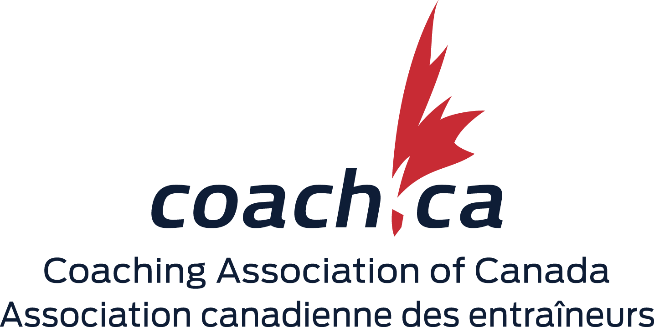 coach.ca
Coaching Association of Canada
Association canadienne des entraîneurs